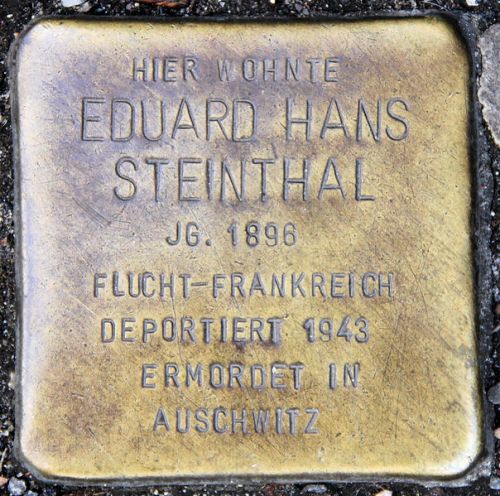 HIER WOHNTE
EDUARD HANS
STEINTHAL
JG. 1896
FLUCHT-FRANKREICH
DEPORTIERT 1943
ERMORDET IN
AUSCHWITZ